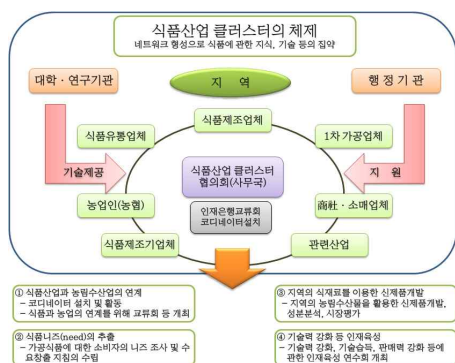 식품산업 클러스터의 체제
네트워크 형성으로 식품에 관한 지식, 기술 등의 집약
대학·연구기관
지 역
행정기관
식품제조업체
식품유통업체
1차 가공업체
기술제공
식품산업 클러스터
협의회(사무국)
지 원
농업인(농협)
인재은행교류회
코디네이터설치
商社·소매업체
식품제조기업체
관련산업
① 식품산업과 농림수산업의 연계
– 코디네이터 설치 및 활동
– 식품과 농업의 연계를 위해 교류회 등 개최
③ 지역의 식재료를 이용한 신제품개발
– 지역의 농림수산물을 활용한 신제품개발,
성분분석, 시장평가
② 식품니즈(need)의 추출
– 가공식품에 대한 소비자의 니즈 조사 및 수
요창출 지침의 수립
④ 기술력 강화 등 인재육성
– 기술력 강화, 기술습득, 판매력 강화 등에
관한 인재육성 연수회 개최